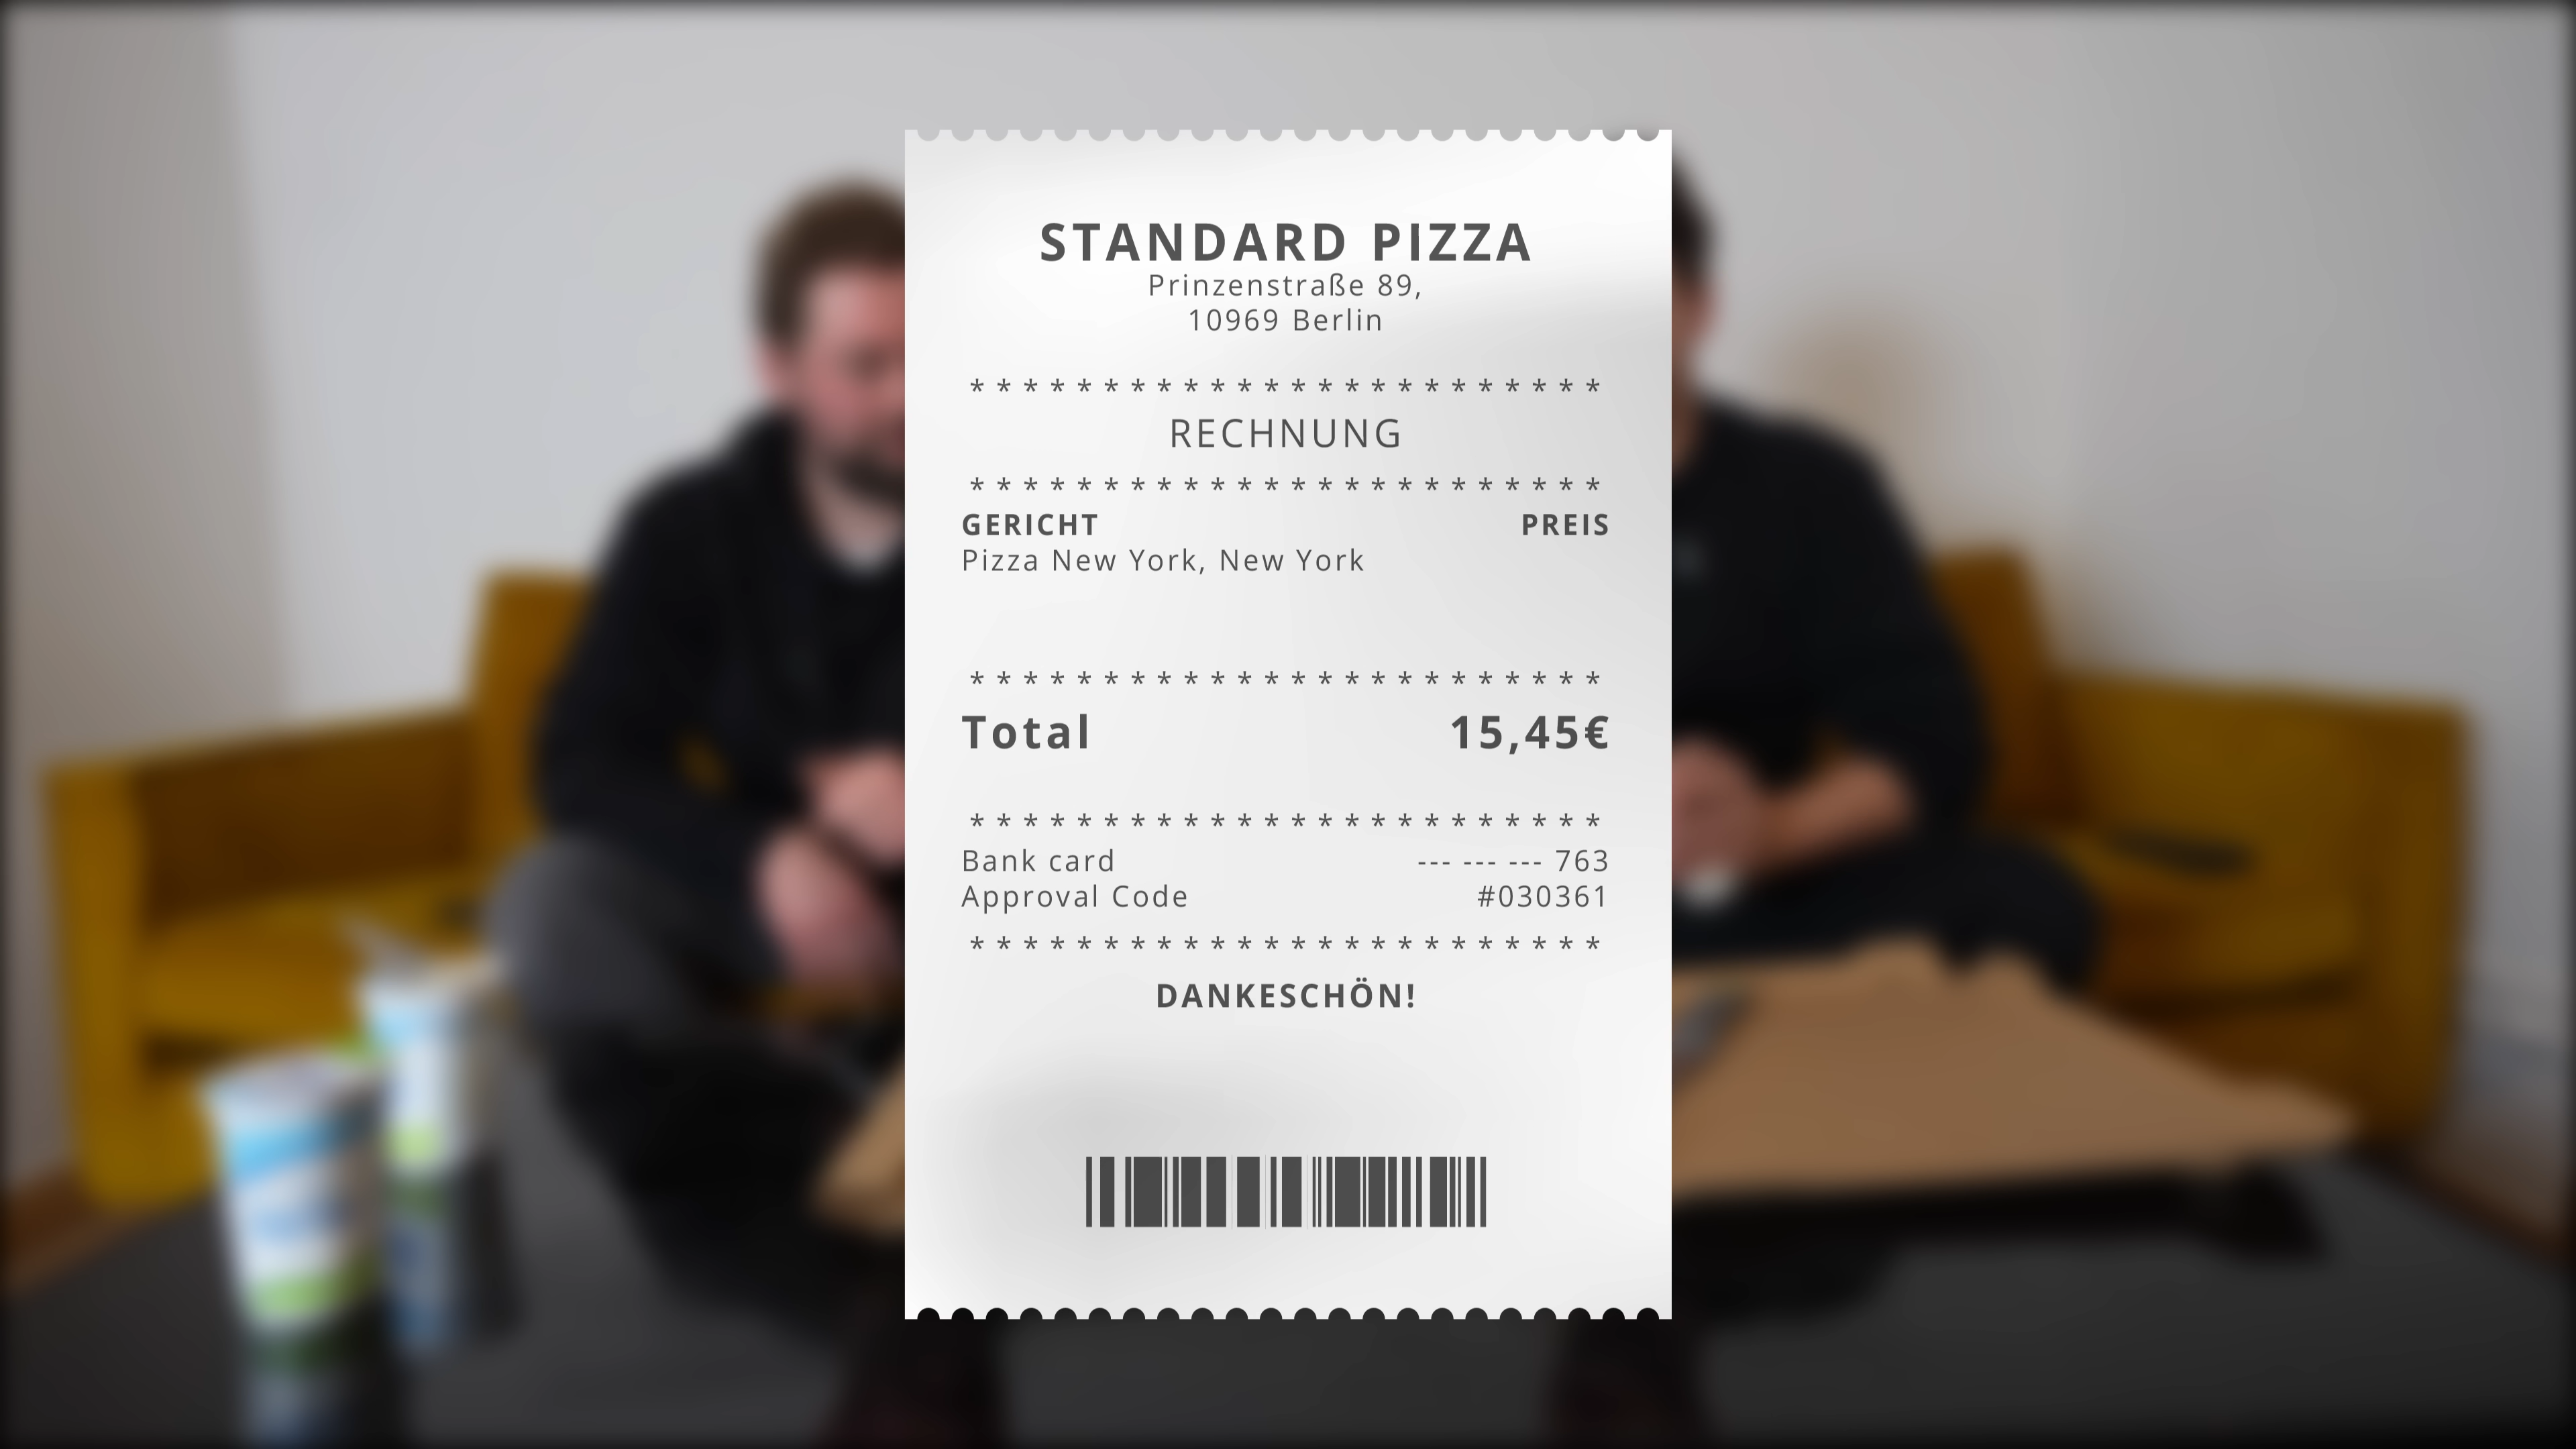 STANDARD PIZZA
Prinzenstraße 89,
10969 Berlin
* * * * * * * * * * * * * * * * * * * * * * * *
RECHNUNG
* * * * * * * * * * * * * * * * * * * * * * * *
GERICHT PREIS
Pizza New York, New York
* * * * * * * * * * * * * * * * * * * * * * * *
Total 15,45€
* * * * * * * * * * * * * * * * * * * * * * * *
Bank card --- --- --- 763
Approval Code #030361
* * * * * * * * * * * * * * * * * * * * * * * *
DANKESCHÖN!